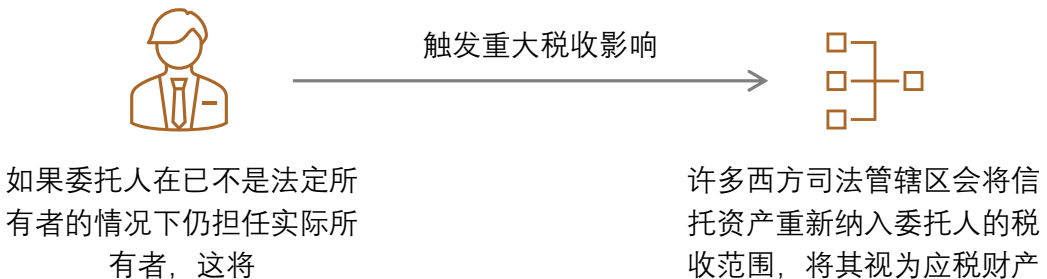 触发重大税收影响
如果委托人在已不是法定所
有者的情况下仍担任实际所
有者，这将
许多西方司法管辖区会将信
托资产重新纳入委托人的税
收范围，将其视为应税财产